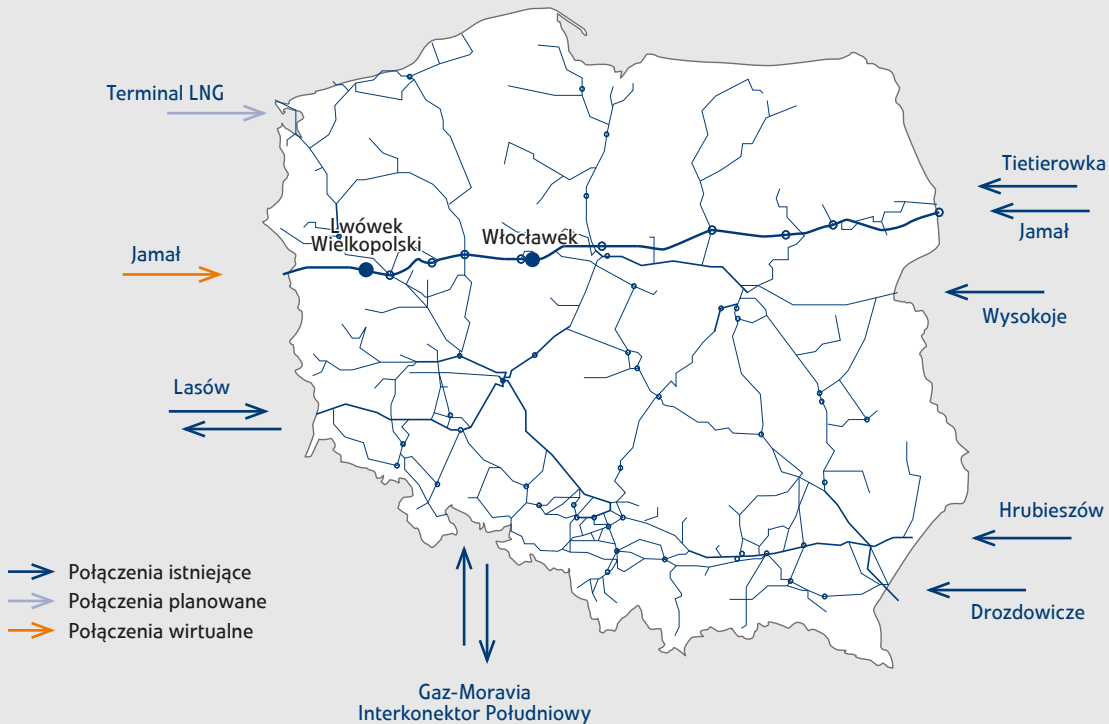 Terminal LNG
Tietierowka
Jamał
Lwówek
Wielkopolski
Włocławek
Jamał
Wysokoje
Lasów
Hrubieszów
Drozdowicze
Połączenia istniejące
Połączenia planowane
Połączenia wirtualne
Gaz-Moravia
Interkonektor Południowy